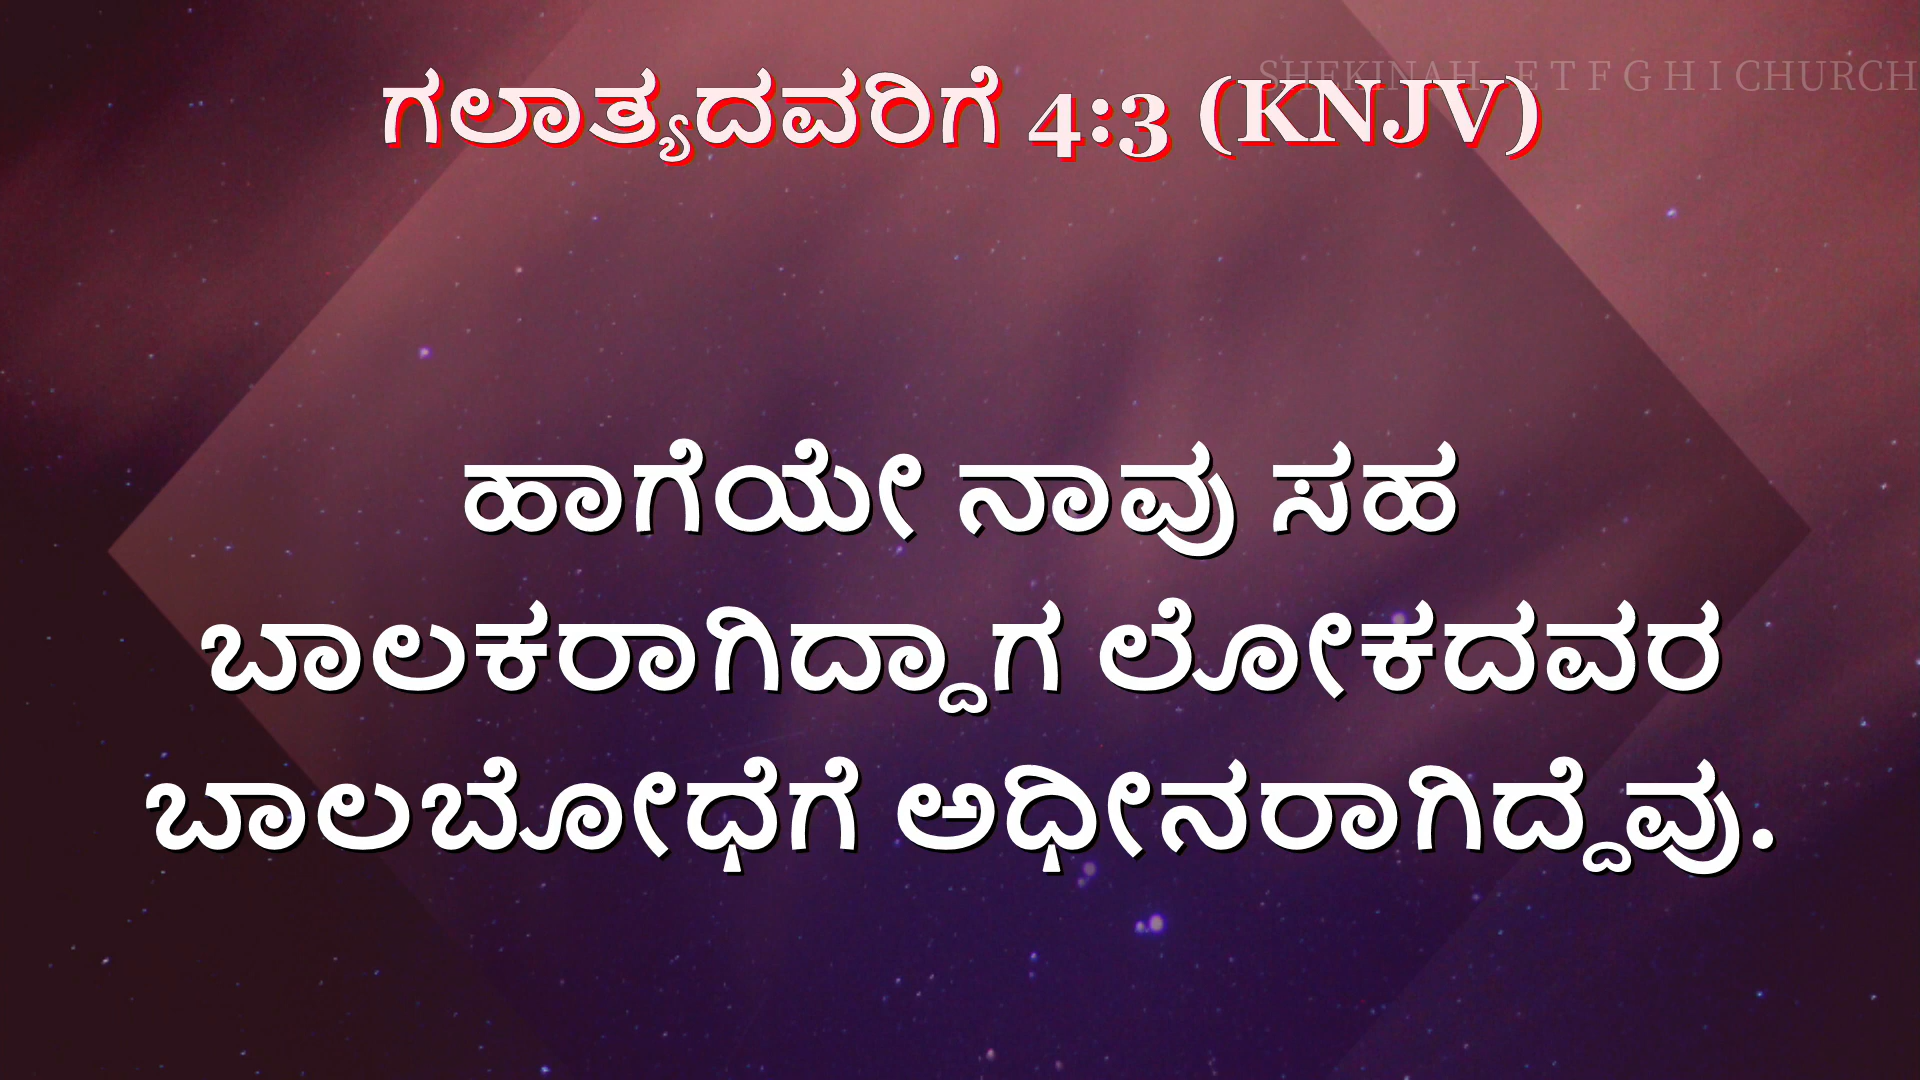 SHEKINAH E T F G H I CHURCH
ಗಲಾತ್ಯದವರಿಗೆ 4:3 (KNJV)
ಹಾಗೆಯೇ ನಾವು ಸಹ
ಬಾಲಕರಾಗಿದ್ದಾಗ ಲೋಕದವರ
ಬಾಲಬೋಧೆಗೆ ಅಧೀನರಾಗಿದ್ದೆವು.